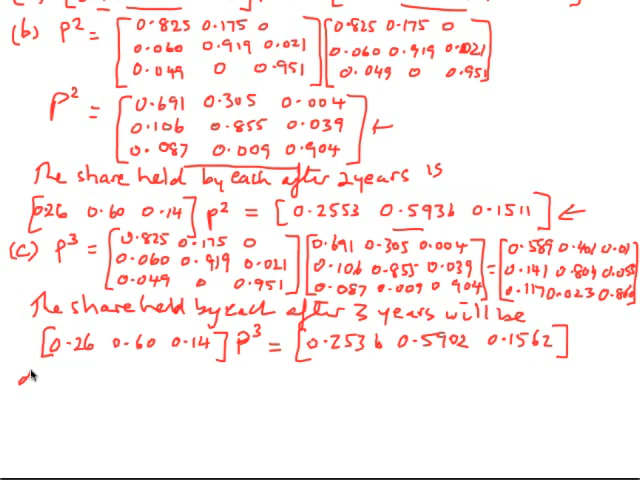 (b) P² = [0.825 0.175 0 [0.825 0.175 0
0.060 0.919 0.021 0.060 0.919 0.021
0.049 0 0.951] 0.049 0 0.951]
P² = [0.691 0.305 0.004
0.106 0.855 0.039
0.087 0.009 0.904] ←
The share held by each after 2 years is
[0.26 0.60 0.14] P² = [0.2553 0.5936 0.1511] ←
(c) P³ = [0.825 0.175 0 [0.691 0.305 0.004 [0.589 0.401
0.060 0.919 0.021 0.106 0.855 0.039 = 0.141 0.804
0.049 0 0.951] 0.087 0.009 0.904] 0.117 0.023
The share held by each after 3 years will be
[0.26 0.60 0.14] P³ = [0.2536 0.5902 0.1562]